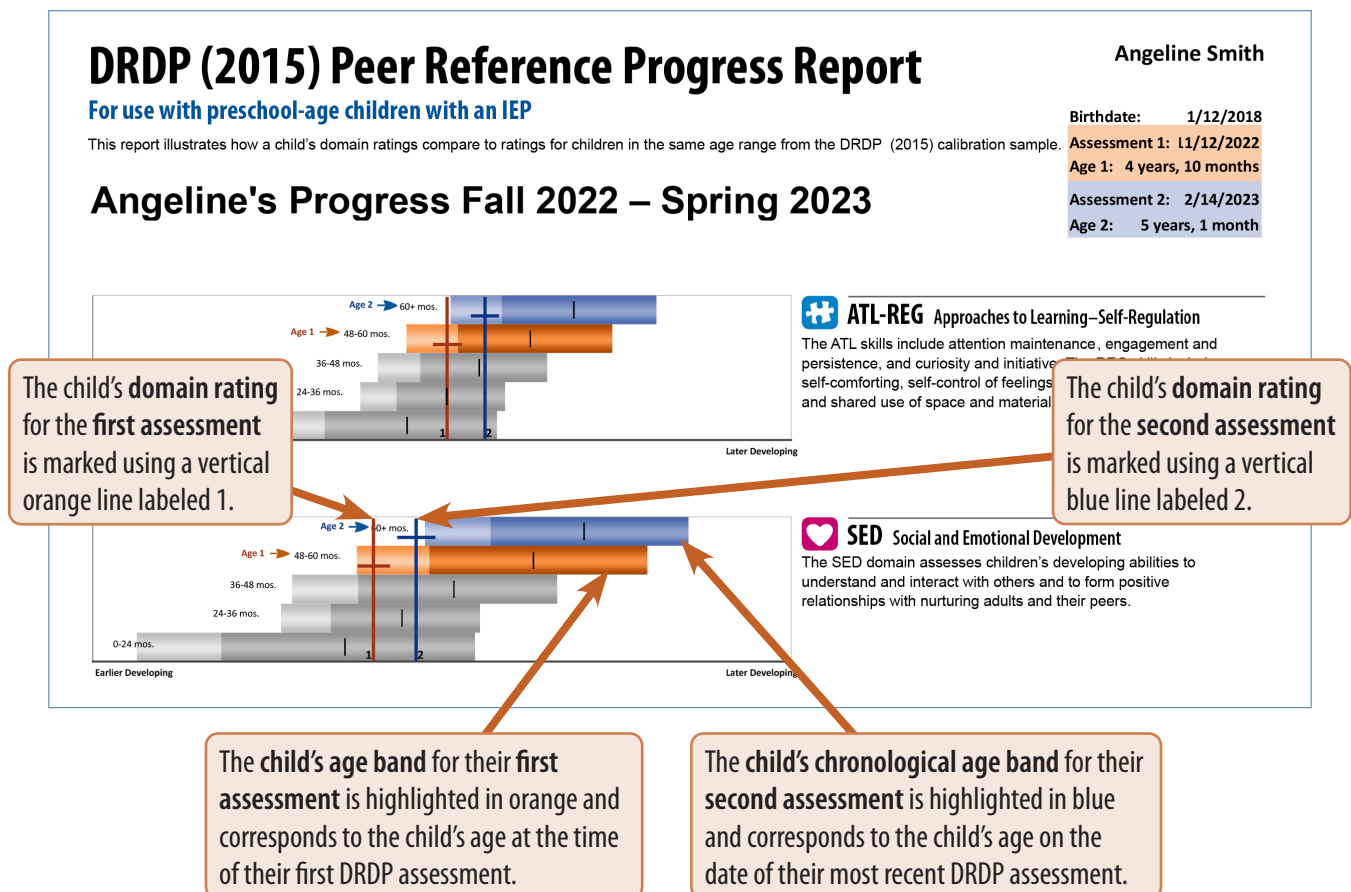 DRDP (2015) Peer Reference Progress Report
Angeline Smith
For use with preschool-age children with an IEP
This report illustrates how a child's domain ratings compare to ratings for children in the same age range from the DRDP (2015) calibration sample.
Birthdate: 1/12/2018
Assessment 1: 11/12/2022
Age 1: 4 years, 10 months
Assessment 2: 2/14/2023
Age 2: 5 years, 1 month
Angeline's Progress Fall 2022 – Spring 2023
Age 2 60+ mos.
Age 1 48-60 mos.
36-48 mos.
24-36 mos.
1 2
Later Developing
ATL-REG Approaches to Learning–Self-Regulation
The ATL skills include attention maintenance, engagement and
persistence, and curiosity and initiative.
self-comforting, self-control of feelings
and shared use of space and material
The child's domain rating
for the first assessment
is marked using a vertical
orange line labeled 1.
The child's domain rating
for the second assessment
is marked using a vertical
blue line labeled 2.
Age 2 60+ mos.
Age 1 48-60 mos.
36-48 mos.
24-36 mos.
0-24 mos.
1 2
Earlier Developing Later Developing
SED Social and Emotional Development
The SED domain assesses children's developing abilities to
understand and interact with others and to form positive
relationships with nurturing adults and their peers.
The child's age band for their first
assessment is highlighted in orange and
corresponds to the child's age at the time
of their first DRDP assessment.
The child's chronological age band for their
second assessment is highlighted in blue
and corresponds to the child's age on the
date of their most recent DRDP assessment.